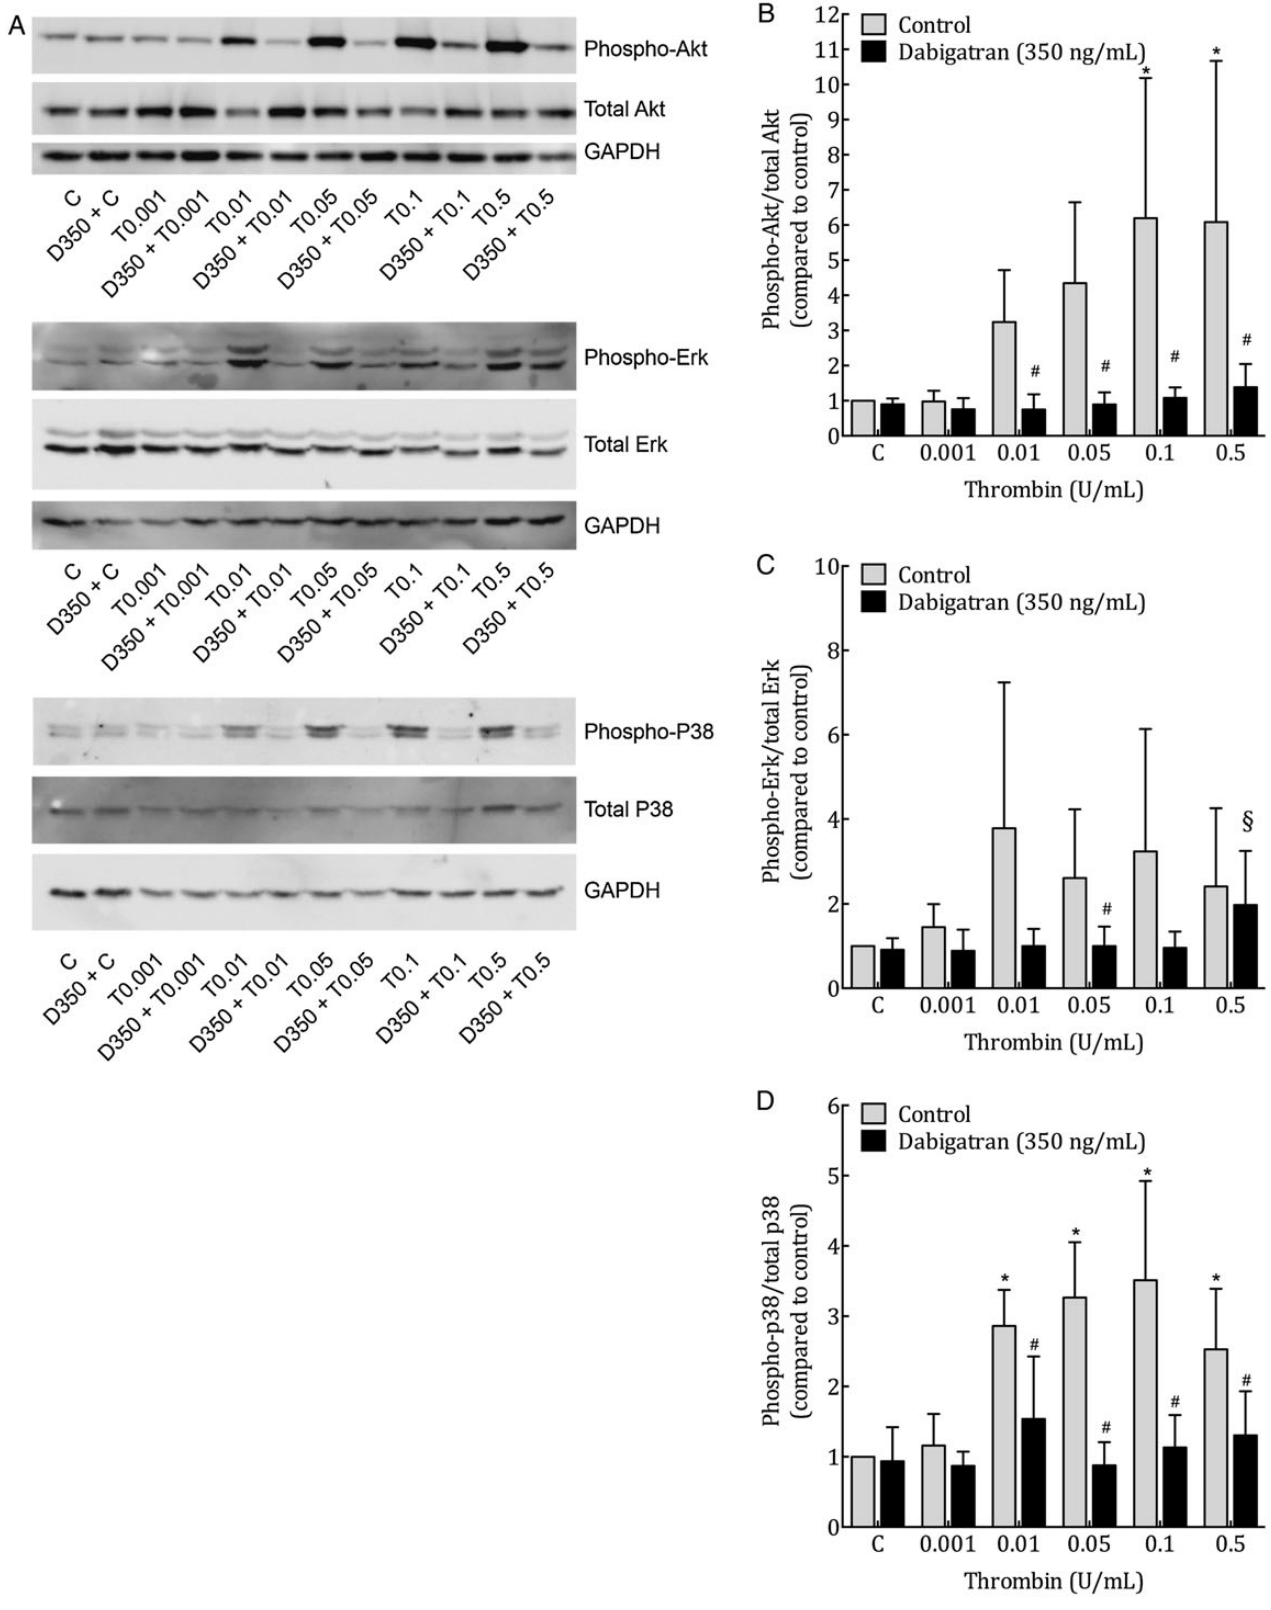 A
Phospho-Akt
Total Akt
GAPDH
C
D350 + C
T0.001
D350 + T0.001
T0.01
D350 + T0.01
T0.05
D350 + T0.05
T0.1
D350 + T0.1
T0.5
D350 + T0.5
Phospho-Erk
Total Erk
GAPDH
C
D350 + C
T0.001
D350 + T0.001
T0.01
D350 + T0.01
T0.05
D350 + T0.05
T0.1
D350 + T0.1
T0.5
D350 + T0.5
Phospho-P38
Total P38
GAPDH
C
D350 + C
T0.001
D350 + T0.001
T0.01
D350 + T0.01
T0.05
D350 + T0.05
T0.1
D350 + T0.1
T0.5
D350 + T0.5
B
Control
Dabigatran (350 ng/mL)
Phospho-Akt/total Akt
(compared to control)
12
11
10
9
8
7
6
5
4
3
2
1
0
* *
# # # # #
C 0.001 0.01 0.05 0.1 0.5
Thrombin (U/mL)
C
Control
Dabigatran (350 ng/mL)
Phospho-Erk/total Erk
(compared to control)
10
8
6
4
2
0
# §
C 0.001 0.01 0.05 0.1 0.5
Thrombin (U/mL)
D
Control
Dabigatran (350 ng/mL)
Phospho-p38/total p38
(compared to control)
6
5
4
3
2
1
0
* * * *
# # # #
C 0.001 0.01 0.05 0.1 0.5
Thrombin (U/mL)